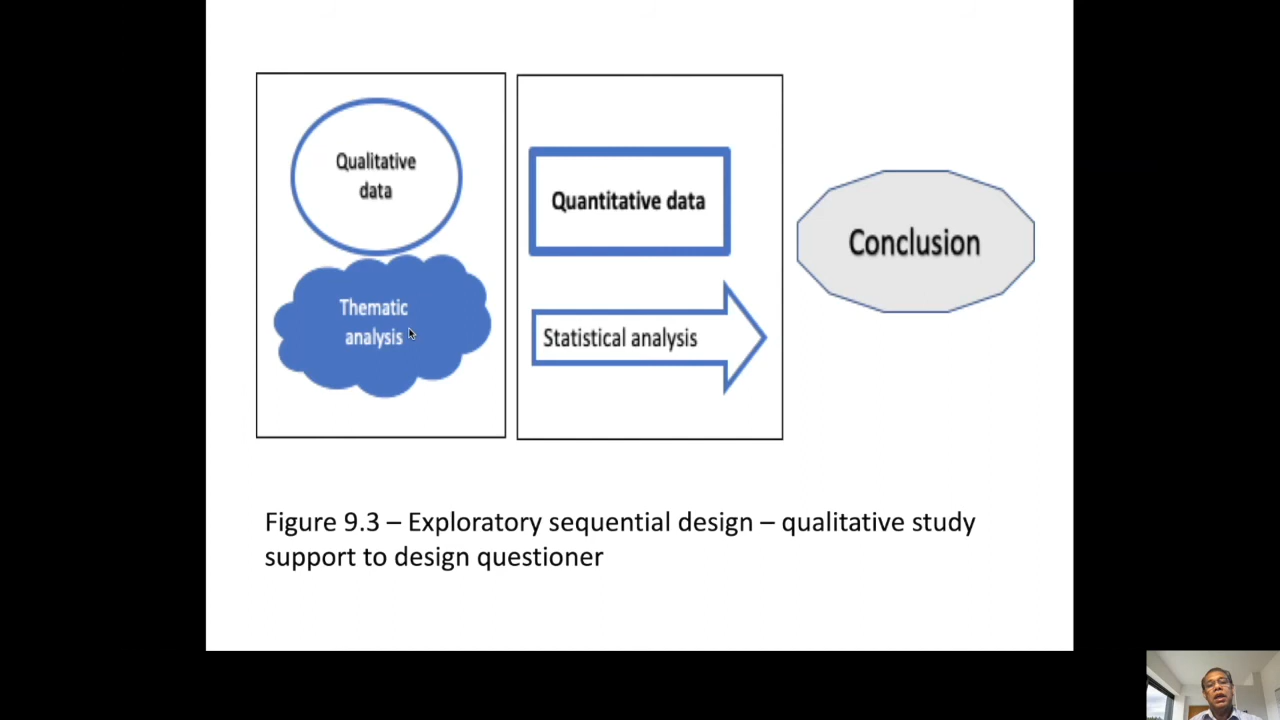 Qualitative
data
Thematic
analysis
Quantitative data
Statistical analysis
Conclusion
Figure 9.3 – Exploratory sequential design – qualitative study
support to design questioner